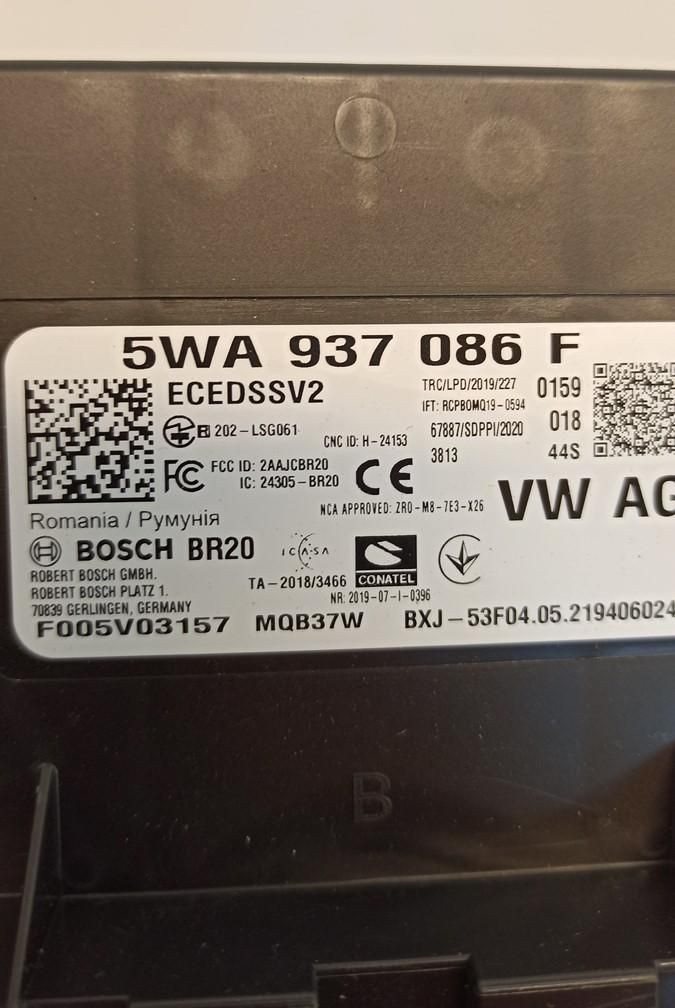 5WA 937 086 F
ECEDSSV2
TRC/LPD/2019/227
0159
IFT: RCPBOMQ19-0594
R 202-LSG061
67887/SDPPI/2020
018
CNC ID: H-24153
3813
44S
FC FCC ID: 2AAJCBR20
IC: 24305-BR20
CE
NCA APPROVED: ZRO-M8-7E3-X26
VW AG
Romania / Румунія
BOSCH BR20
ICASA
CONATEL
ROBERT BOSCH GMBH.
ROBERT BOSCH PLATZ 1.
70839 GERLINGEN, GERMANY
TA-2018/3466
NR: 2019-07-I-0396
F005V03157 MQB37W BXJ-53F04.05.219406024
B